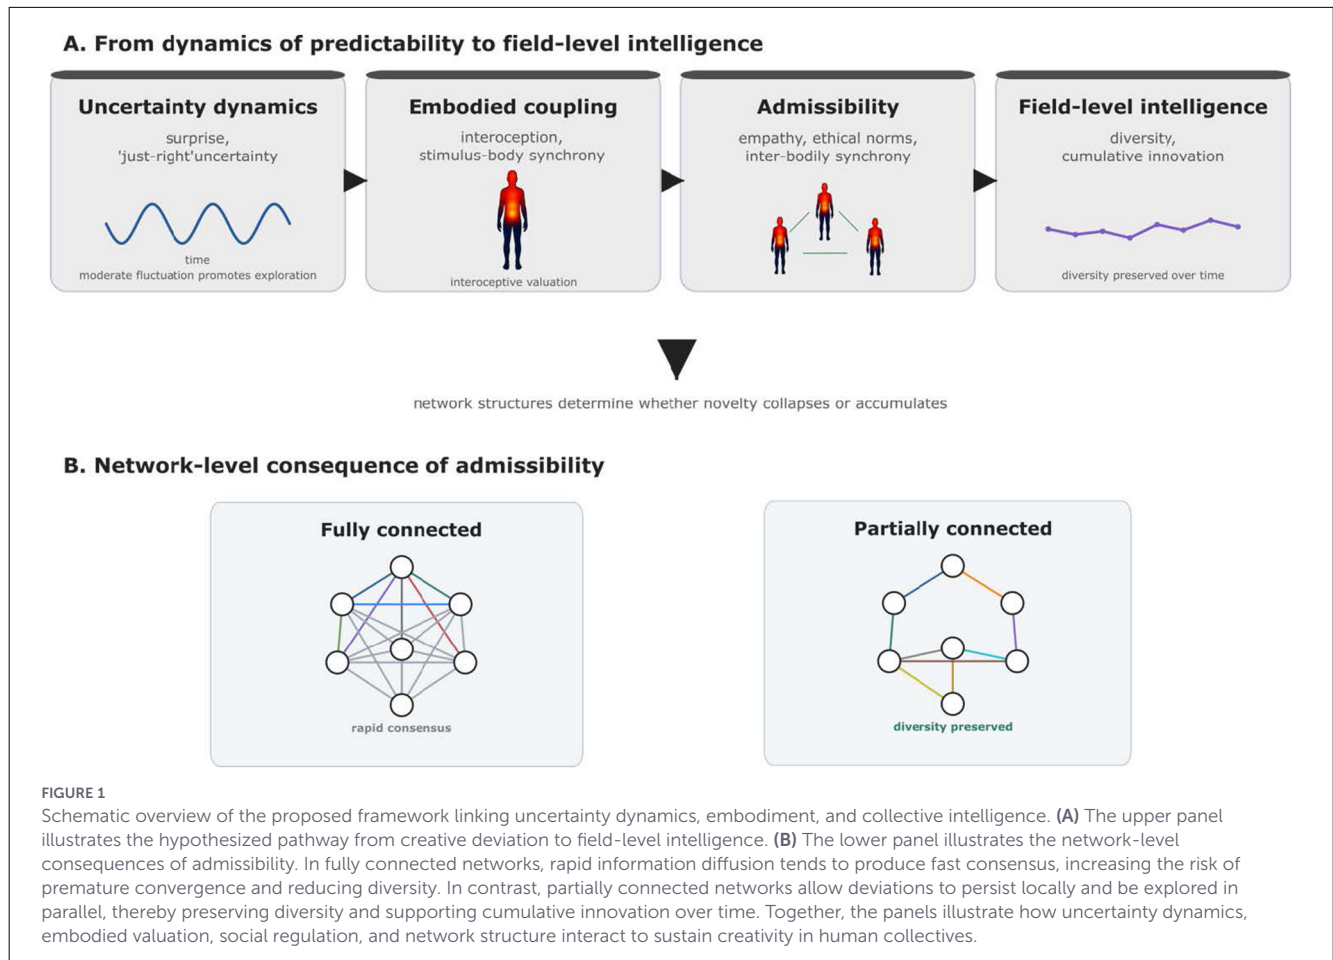 A. From dynamics of predictability to field-level intelligence
Uncertainty dynamics
surprise,
'just-right'uncertainty
time
moderate fluctuation promotes exploration
Embodied coupling
interoception,
stimulus-body synchrony
interoceptive valuation
Admissibility
empathy, ethical norms,
inter-bodily synchrony
Field-level intelligence
diversity,
cumulative innovation
diversity preserved over time
network structures determine whether novelty collapses or accumulates
B. Network-level consequence of admissibility
Fully connected
rapid consensus
Partially connected
diversity preserved
FIGURE 1
Schematic overview of the proposed framework linking uncertainty dynamics, embodiment, and collective intelligence. (A) The upper panel
illustrates the hypothesized pathway from creative deviation to field-level intelligence. (B) The lower panel illustrates the network-level
consequences of admissibility. In fully connected networks, rapid information diffusion tends to produce fast consensus, increasing the risk of
premature convergence and reducing diversity. In contrast, partially connected networks allow deviations to persist locally and be explored in
parallel, thereby preserving diversity and supporting cumulative innovation over time. Together, the panels illustrate how uncertainty dynamics,
embodied valuation, social regulation, and network structure interact to sustain creativity in human collectives.